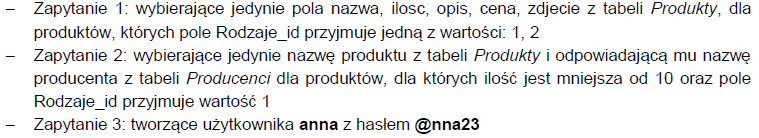 – Zapytanie 1: wybierające jedynie pola nazwa, ilosc, opis, cena, zdjecie z tabeli Produkty, dla
produktów, których pole Rodzaje_id przyjmuje jedną z wartości: 1, 2
– Zapytanie 2: wybierające jedynie nazwę produktu z tabeli Produkty i odpowiadającą mu nazwę
producenta z tabeli Producenci dla produktów, dla których ilość jest mniejsza od 10 oraz pole
Rodzaje_id przyjmuje wartość 1
– Zapytanie 3: tworzące użytkownika anna z hasłem @nna23